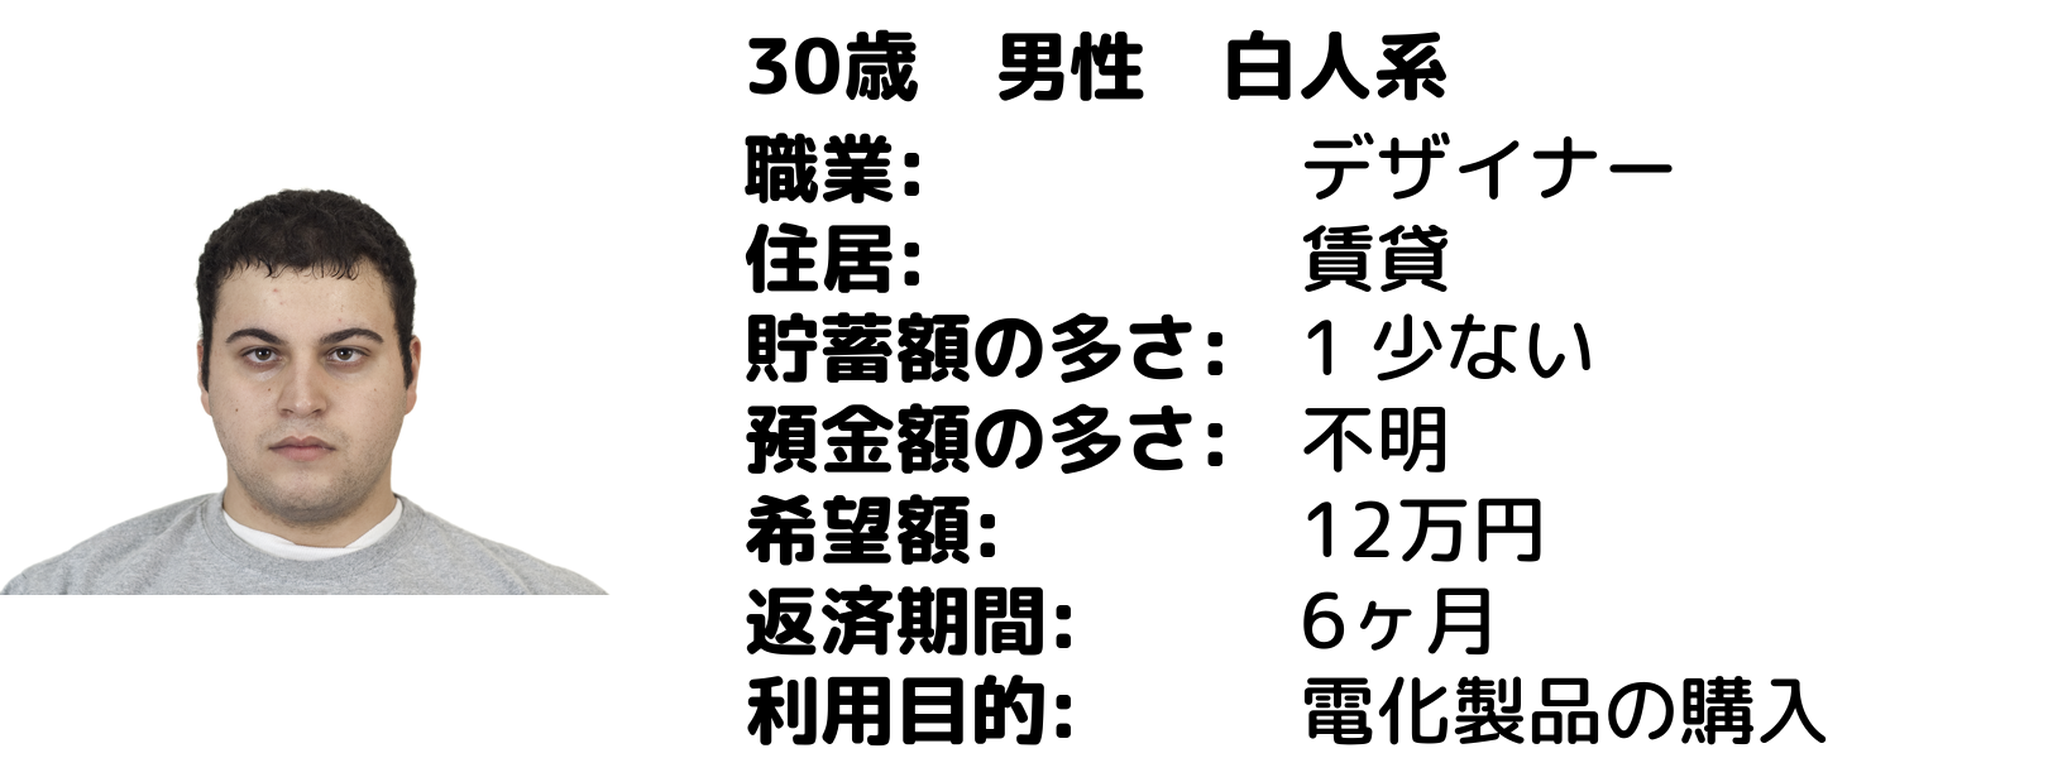 30歳　男性　白人系
職業: デザイナー
住居: 賃貸
貯蓄額の多さ: 1 少ない
預金額の多さ: 不明
希望額: 12万円
返済期間: 6ヶ月
利用目的: 電化製品の購入